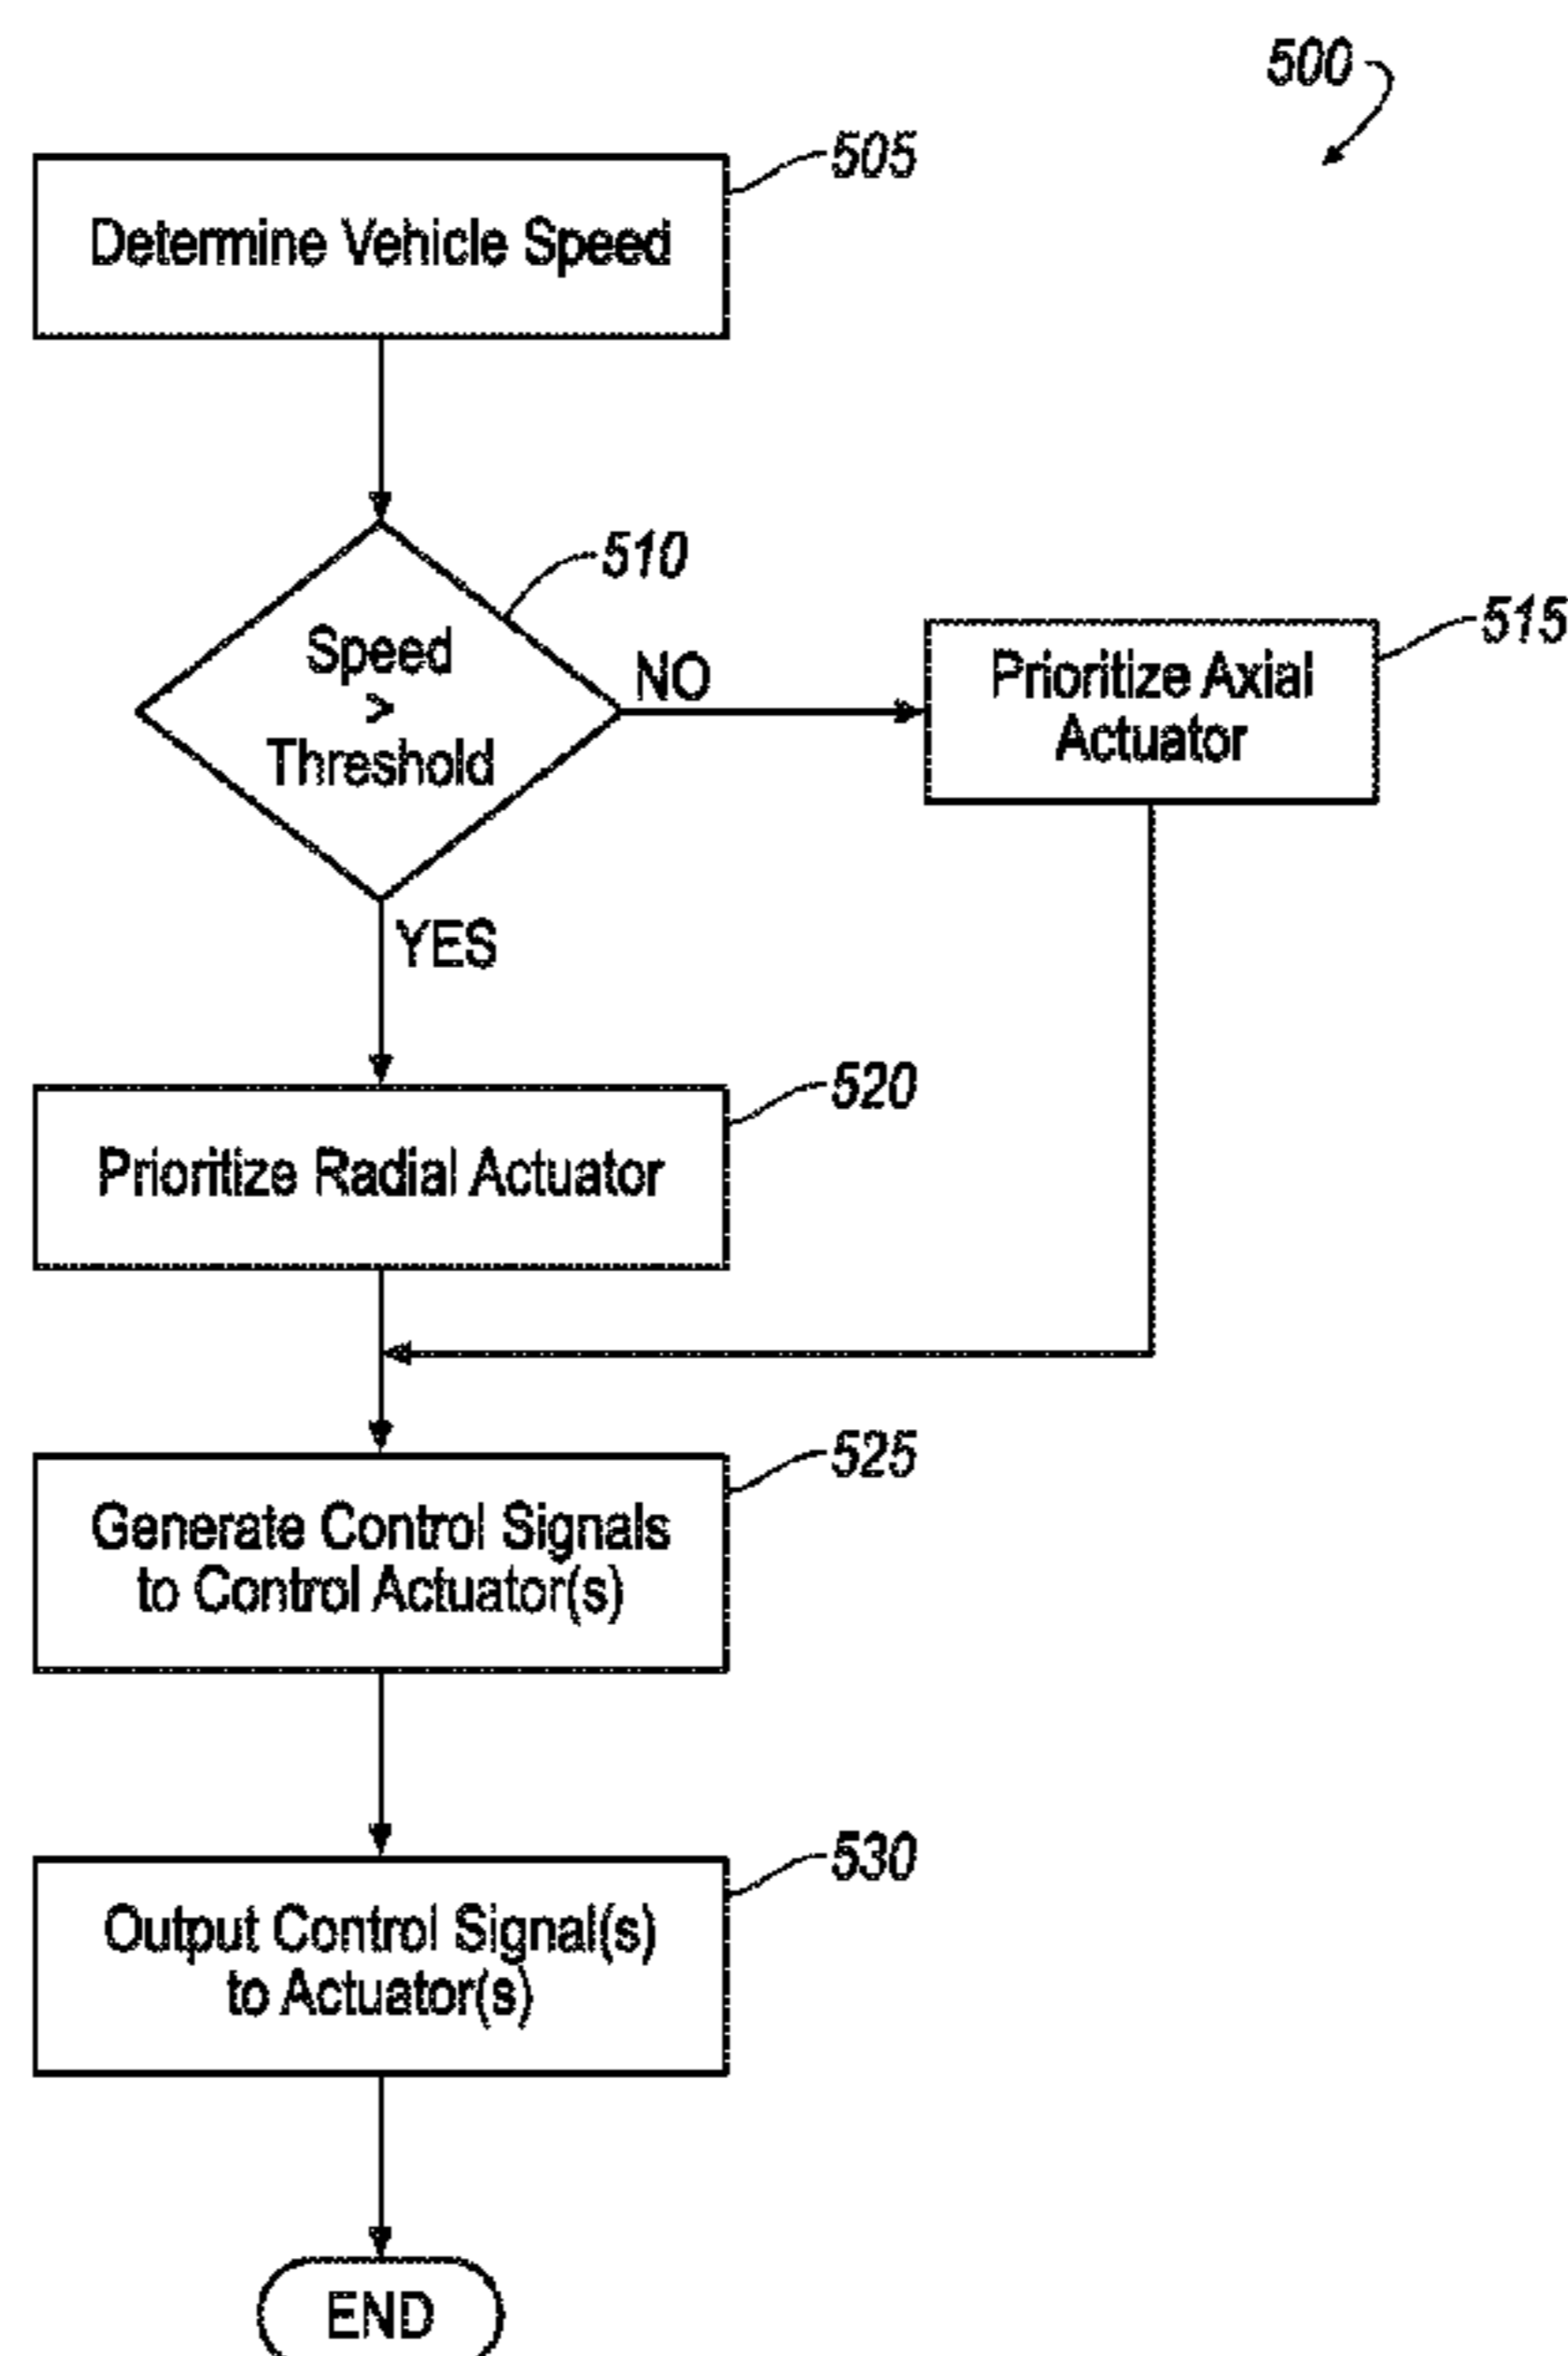 500
505
Determine Vehicle Speed
510
Speed
>
Threshold
NO
515
Prioritize Axial
Actuator
YES
520
Prioritize Radial Actuator
525
Generate Control Signals
to Control Actuator(s)
530
Output Control Signal(s)
to Actuator(s)
END